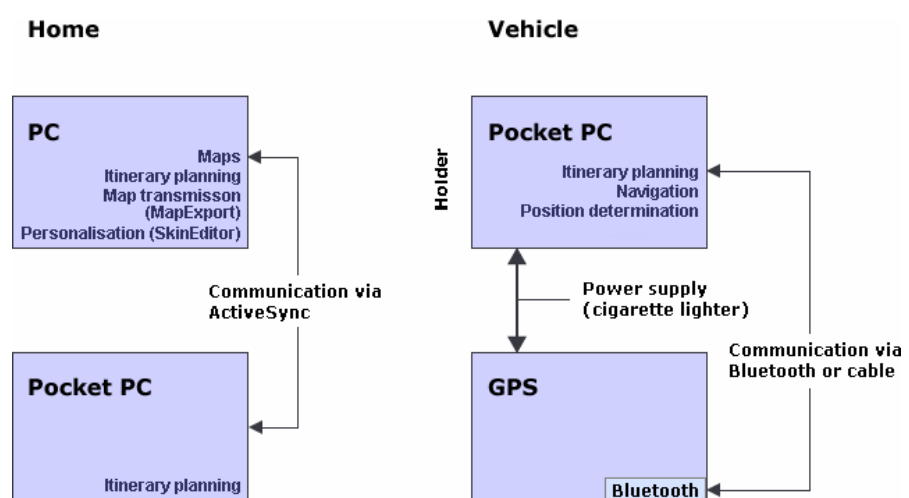 Home
PC
Maps
Itinerary planning
Map transmisson
(MapExport)
Personalisation (SkinEditor)
Communication via
ActiveSync
Pocket PC
Itinerary planning
Vehicle
Holder
Pocket PC
Itinerary planning
Navigation
Position determination
Power supply
(cigarette lighter)
Communication via
Bluetooth or cable
GPS
Bluetooth